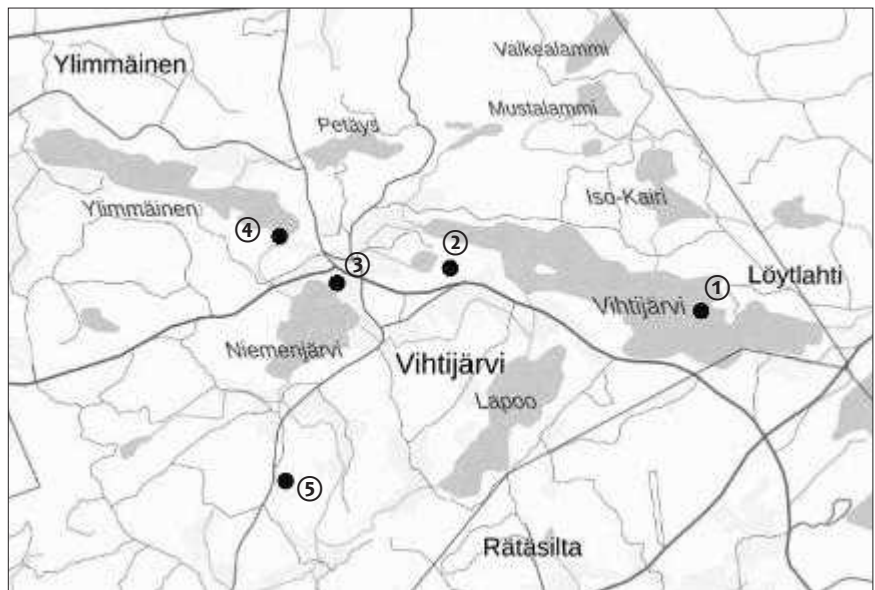 Valkealammi
Ylimmäinen
Mustalammi
Petäys
Iso-Kairi
Ylimmäinen
④
②
③
①
Löytlahti
Vihtijärvi
Niemenjärvi
Vihtijärvi
Lapoo
⑤
Rätäsilta